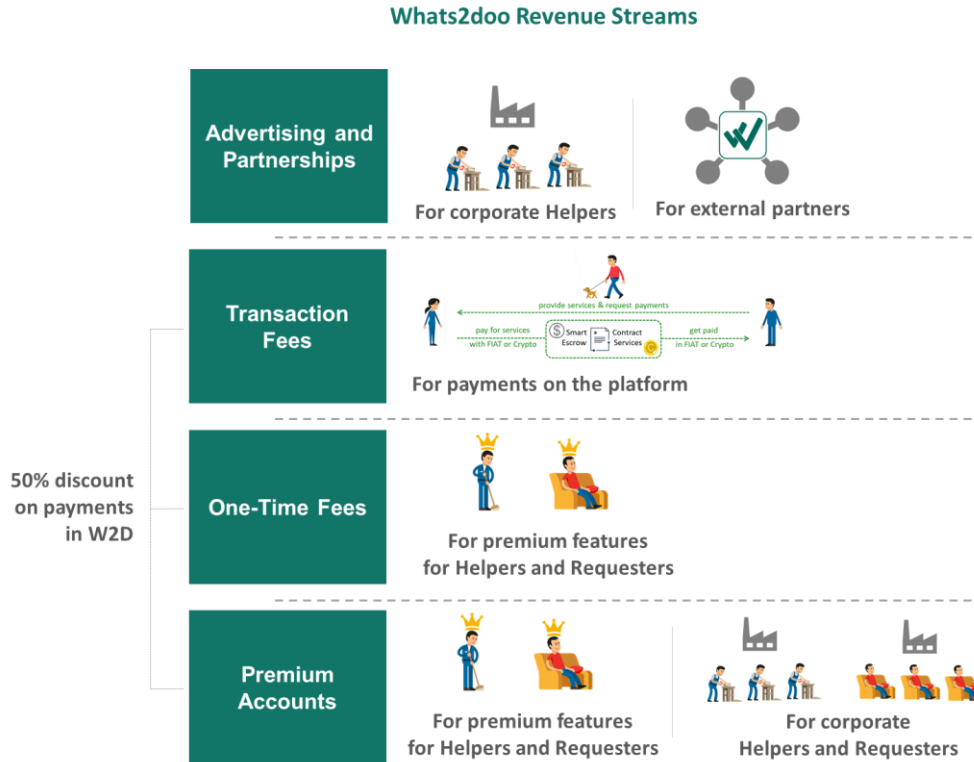 Whats2doo Revenue Streams
Advertising and
Partnerships
For corporate Helpers
For external partners
Transaction
Fees
provide services & request payments
pay for services
with FIAT or Crypto
Smart
Escrow
Contract
Services
get paid
in FIAT or Crypto
For payments on the platform
50% discount
on payments
in W2D
One-Time Fees
For premium features
for Helpers and Requesters
Premium
Accounts
For premium features
for Helpers and Requesters
For corporate
Helpers and Requesters